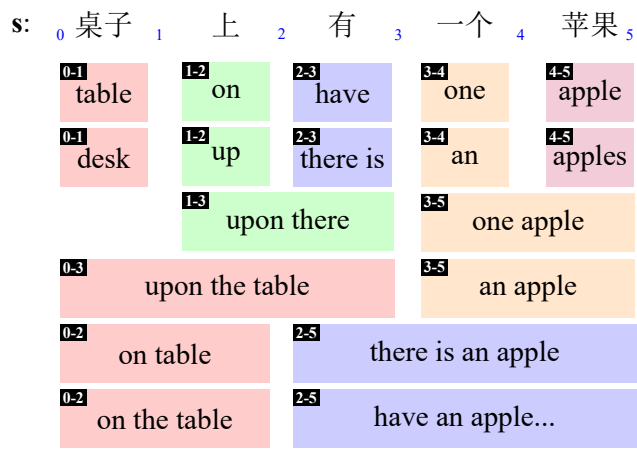 s: 0 桌子 1 上 2 有 3 一个 4 苹果 5
0-1 table 1-2 on 2-3 have 3-4 one 4-5 apple
0-1 desk 1-2 up 2-3 there is 3-4 an 4-5 apples
1-3 upon there 3-5 one apple
0-3 upon the table 3-5 an apple
0-2 on table 2-5 there is an apple
0-2 on the table 2-5 have an apple...